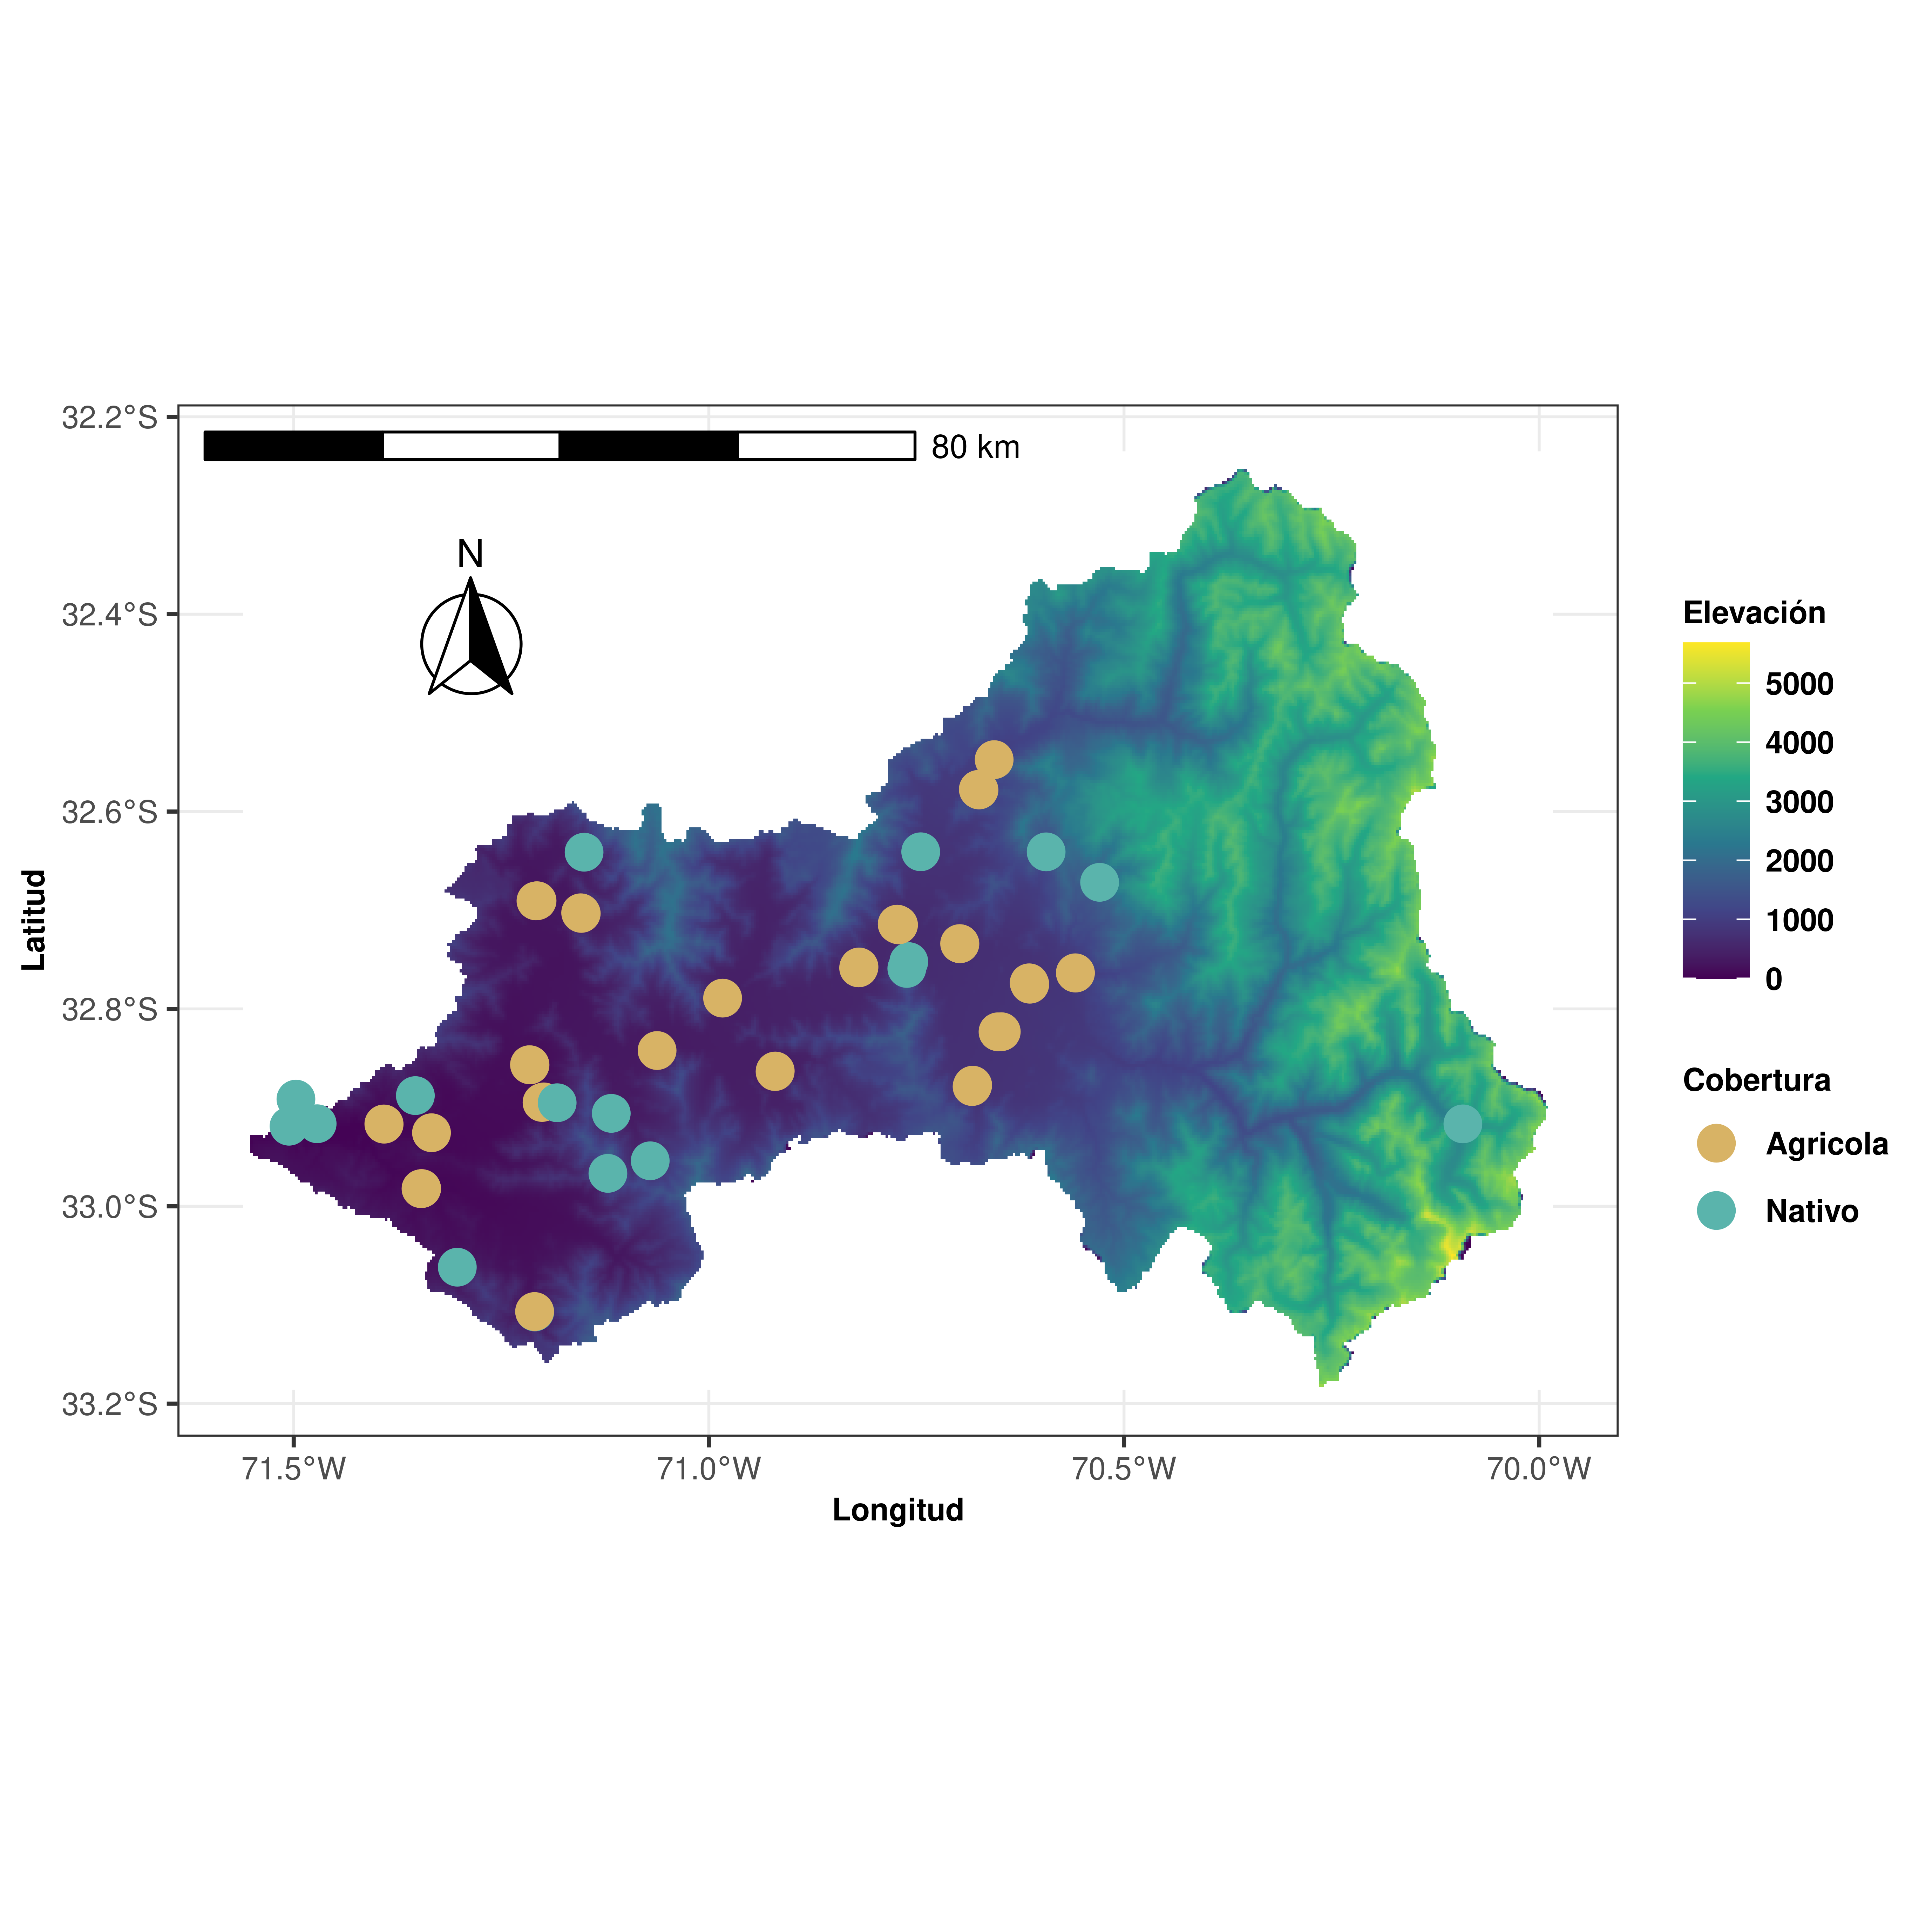 32.2°S
32.4°S
32.6°S
32.8°S
33.0°S
33.2°S
Latitud
80 km
N
71.5°W
71.0°W
70.5°W
70.0°W
Longitud
Elevación
5000
4000
3000
2000
1000
0
Cobertura
Agricola
Nativo